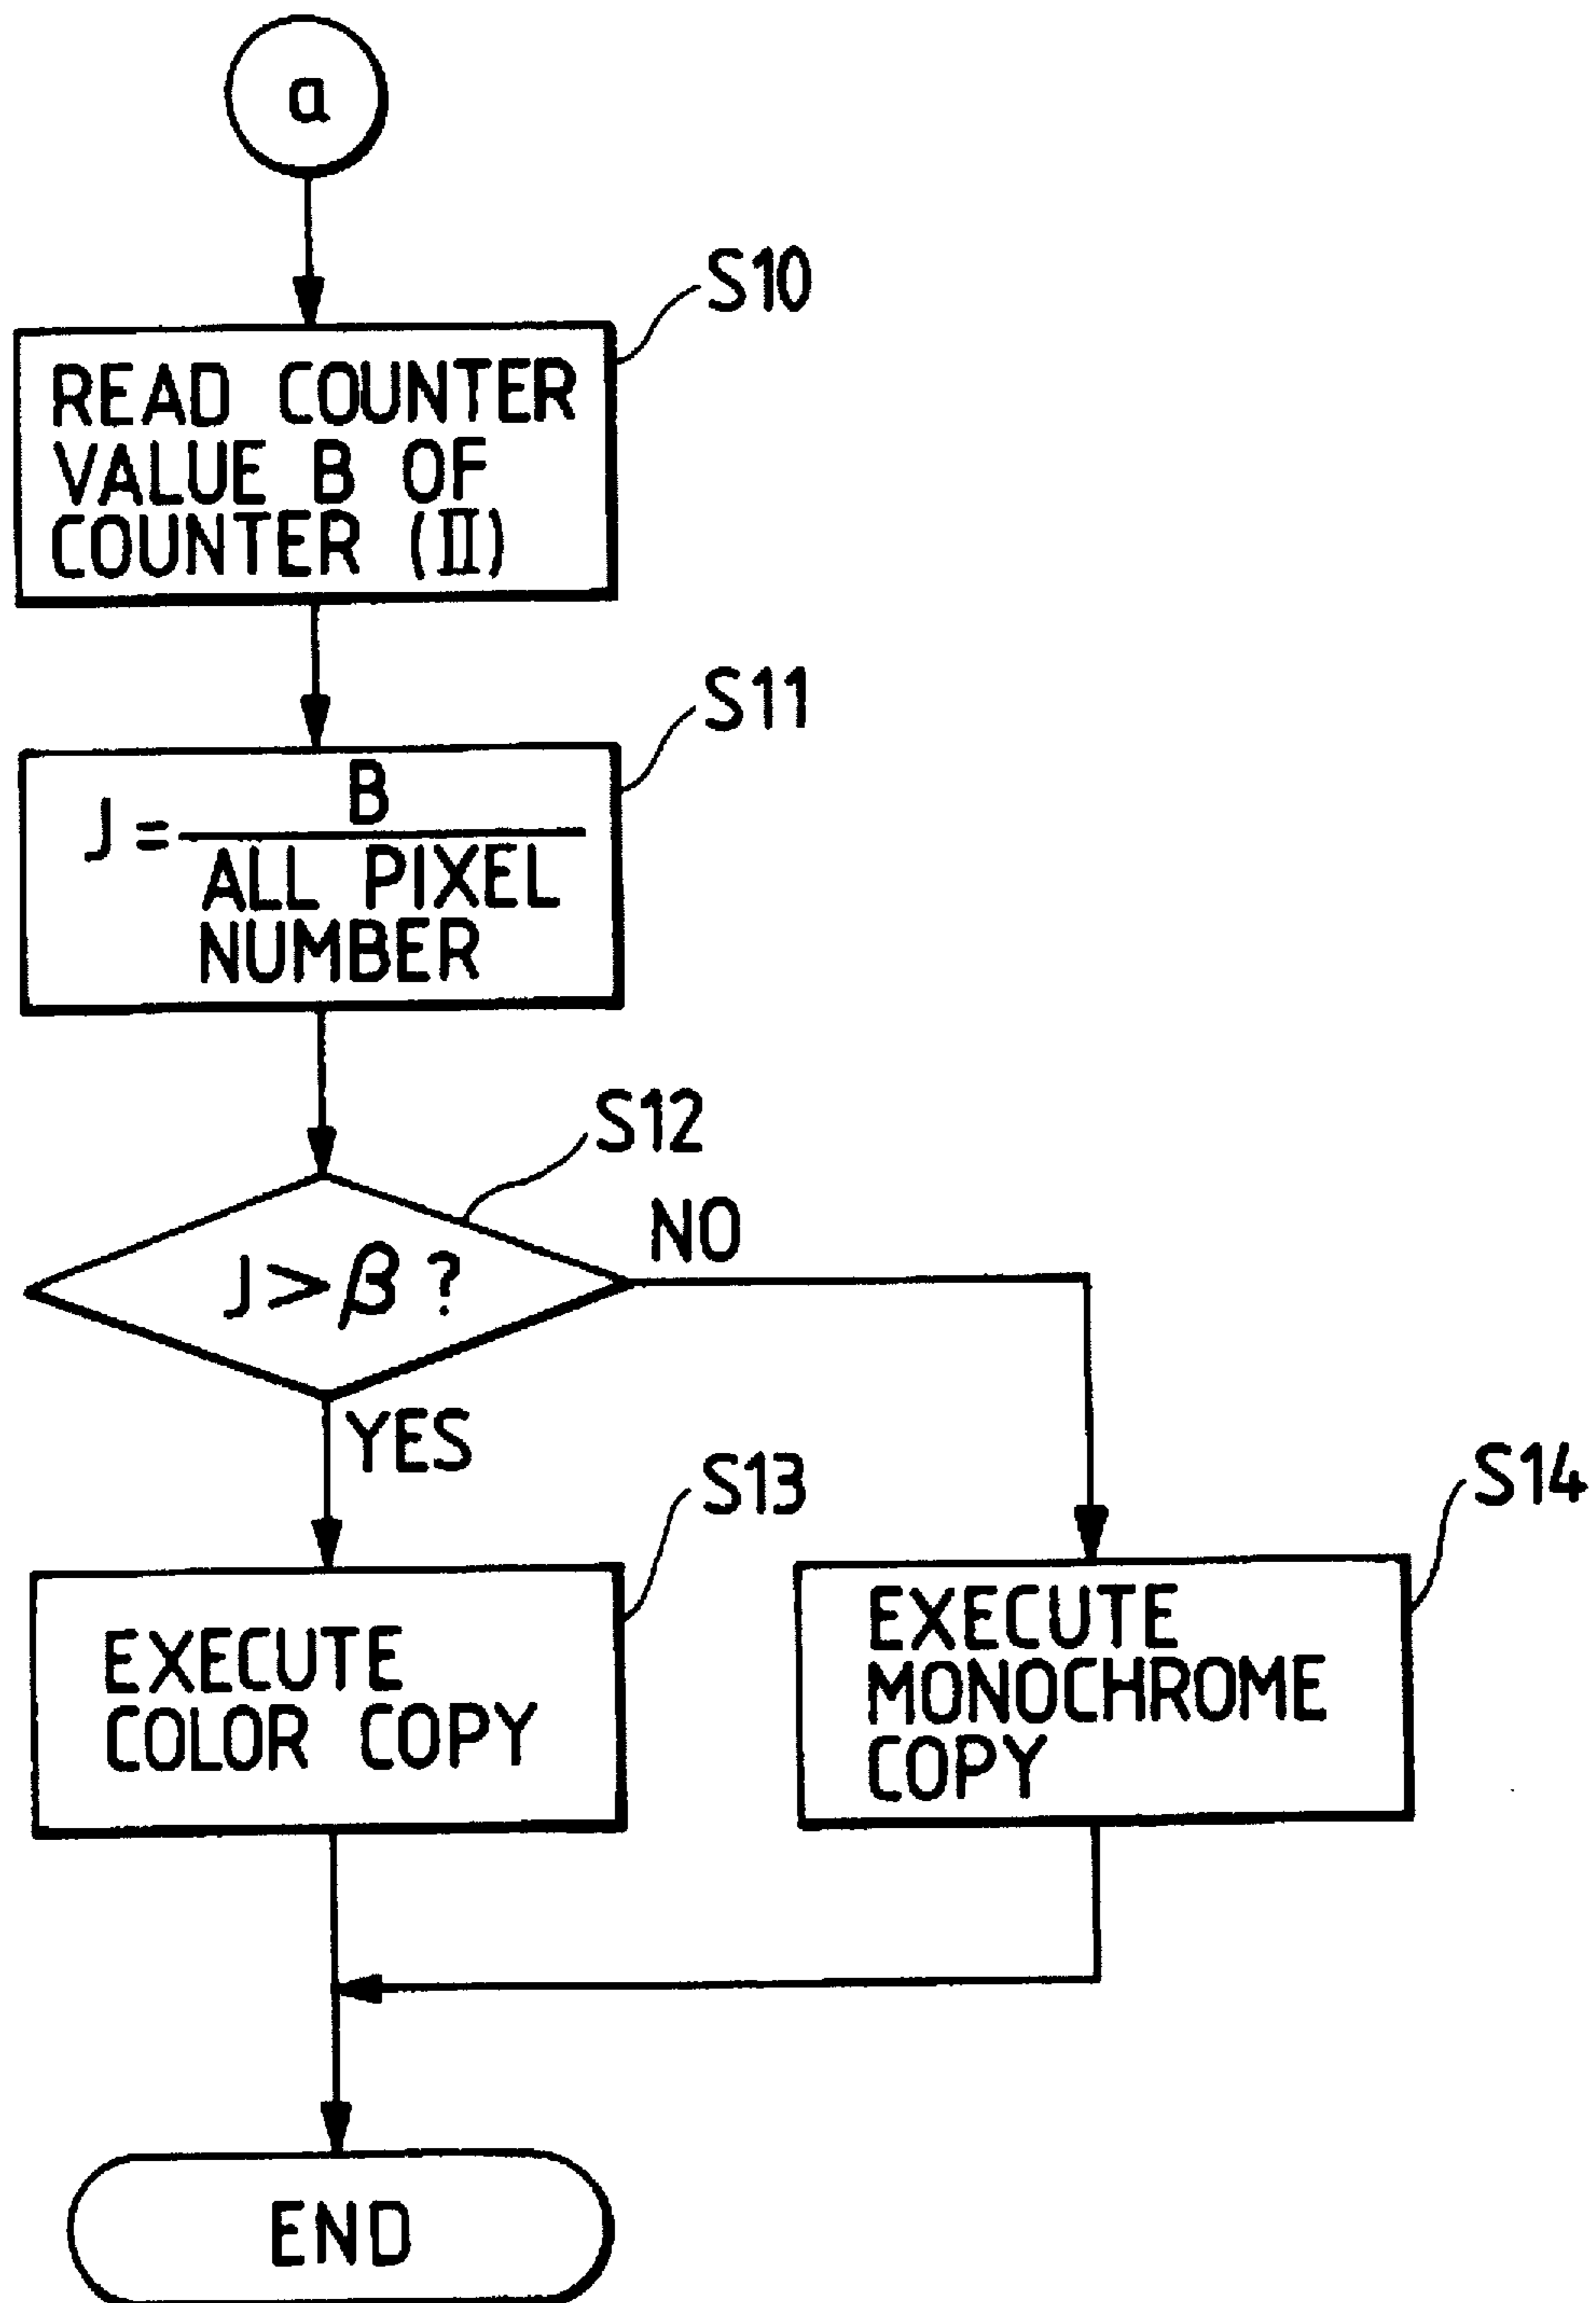 a
S10
READ COUNTER
VALUE B OF
COUNTER (II)
S11
B
J=
ALL PIXEL
NUMBER
S12
NO
J>β?
YES
S13
S14
EXECUTE
COLOR COPY
EXECUTE
MONOCHROME
COPY
END